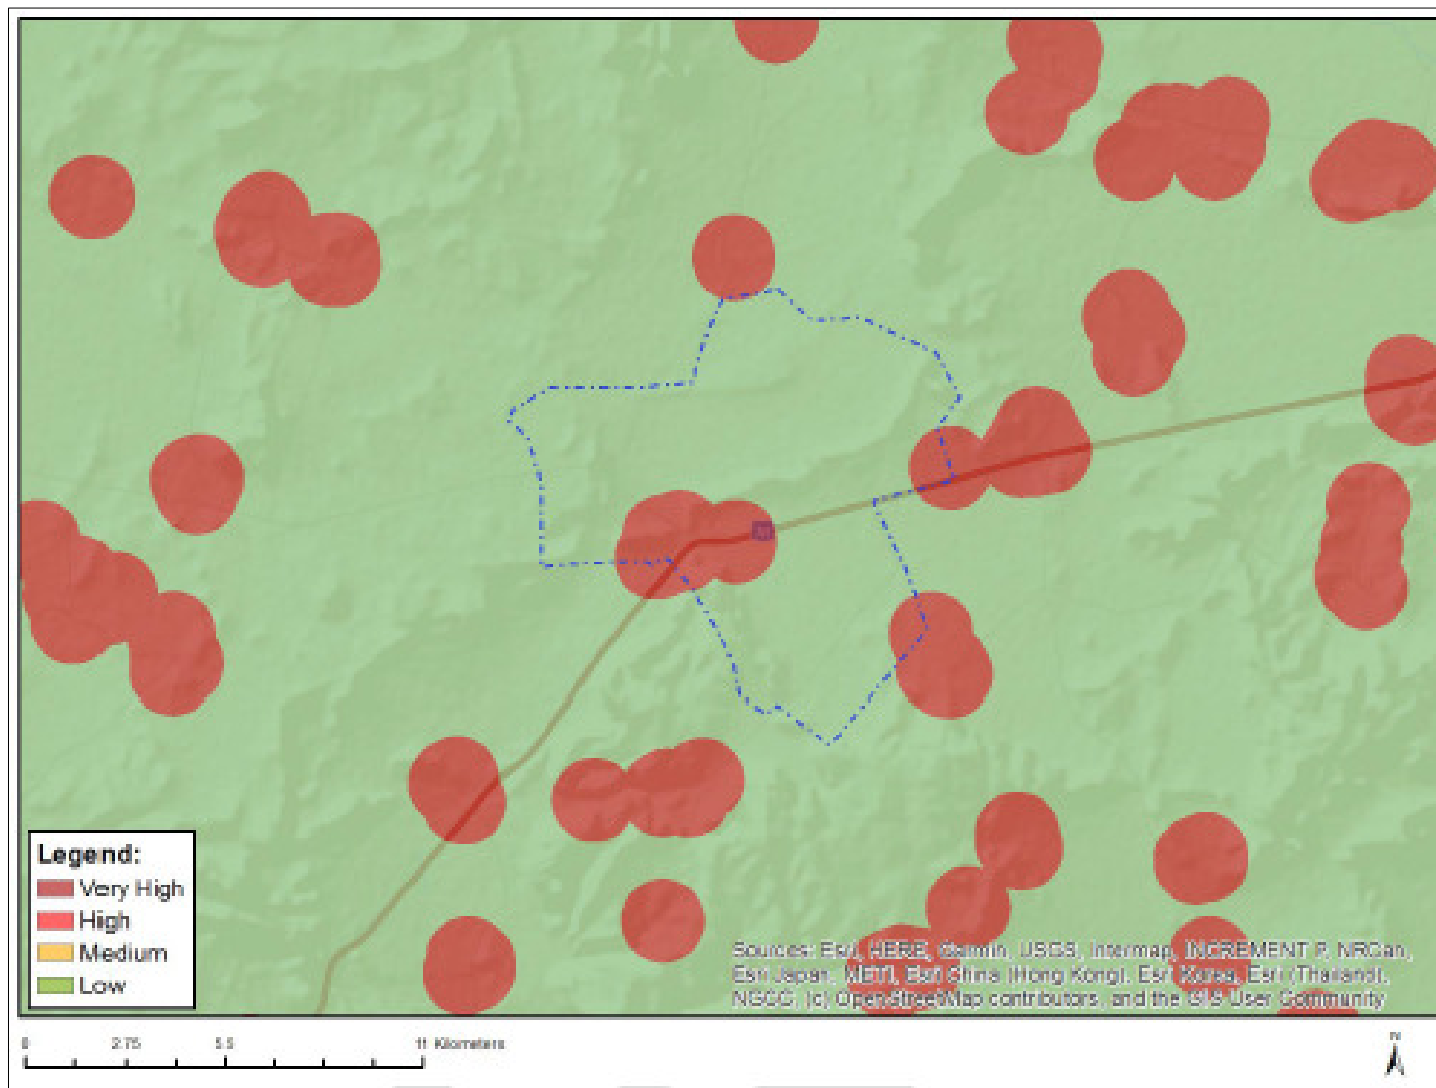 Legend:
Very High
High
Medium
Low
Sources: Esri, HERE, Garmin, USGS, Intermap, INCREMENT P, NRCan,
Esri Japan, METI, Esri China (Hong Kong), Esri Korea, Esri (Thailand),
NGCC, (c) OpenStreetMap contributors, and the GIS User Community
0 2.75 5.5 11 Kilometers
N